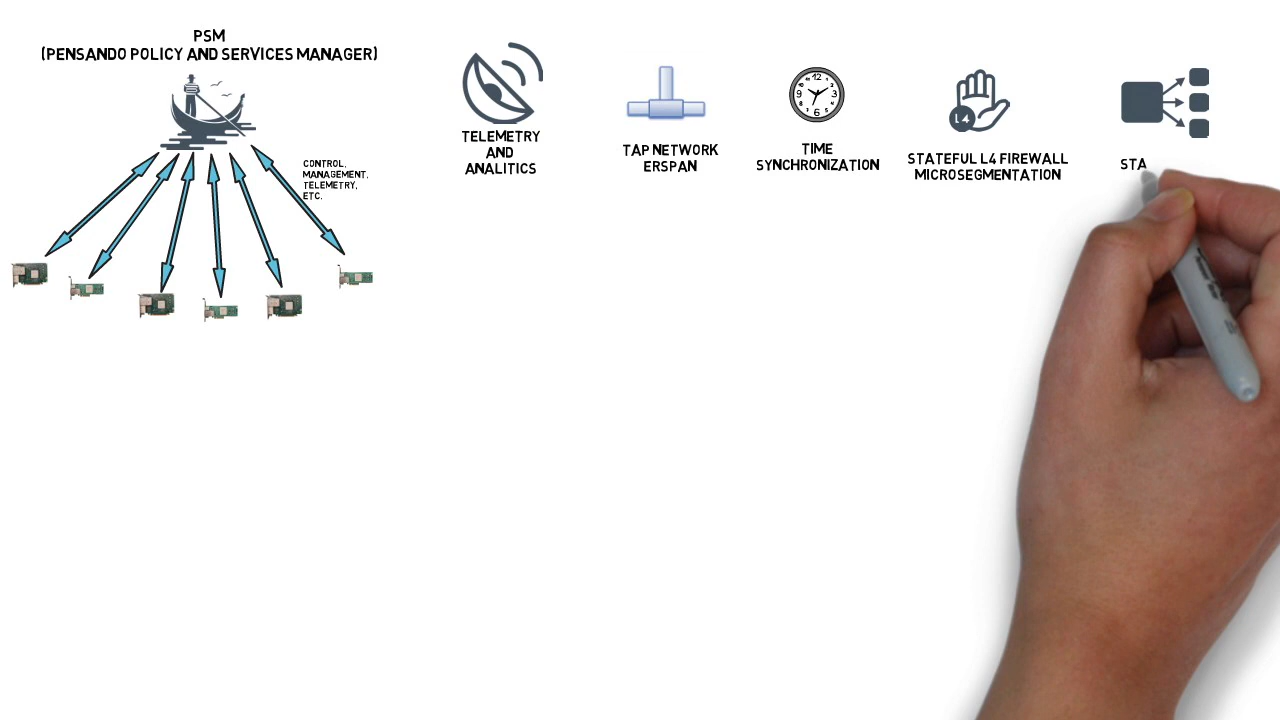 PSM
(PENSANDO POLICY AND SERVICES MANAGER)
CONTROL,
MANAGEMENT,
TELEMETRY,
ETC.
TELEMETRY
AND
ANALITICS
TAP NETWORK
ERSPAN
TIME
SYNCHRONIZATION
L4
STATEFUL L4 FIREWALL
MICROSEGMENTATION
STA